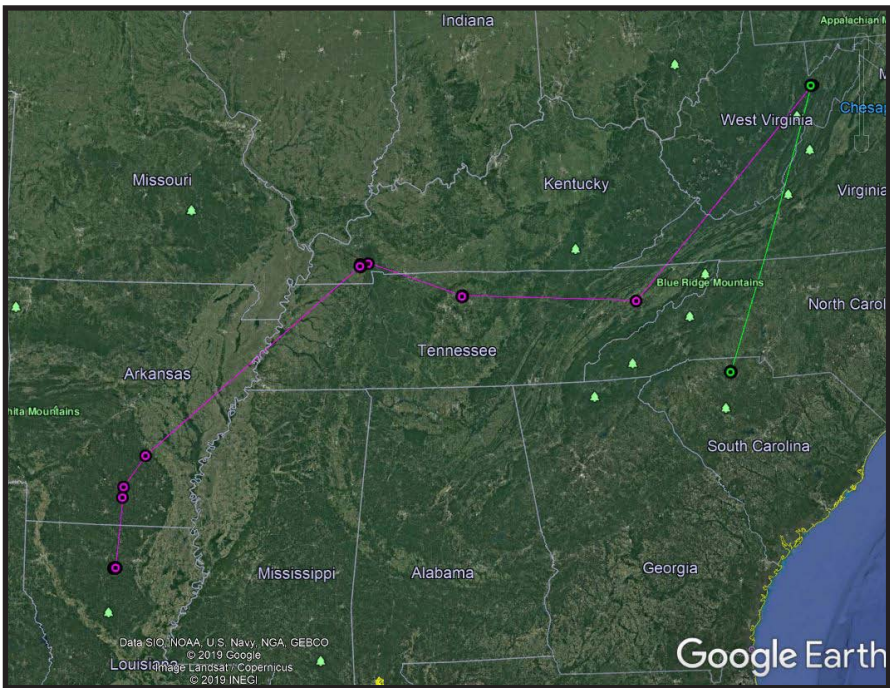 Indiana
Appalachian M
West Virginia
Chesap
Missouri
Kentucky
Virginia
Blue Ridge Mountains
North Carol
Tennessee
Arkansas
hita Mountains
South Carolina
Mississippi
Alabama
Georgia
Louisiana
Data SIO, NOAA, U.S. Navy, NGA, GEBCO
© 2019 Google
Image Landsat / Copernicus
© 2019 INEGI
Google Earth